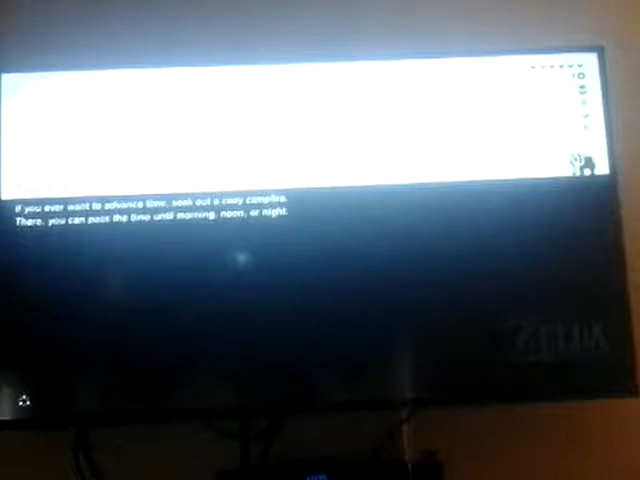 If you ever want to advance time, seek out a cozy campfire.
There, you can pass the time until morning, noon, or night.
ZELDA